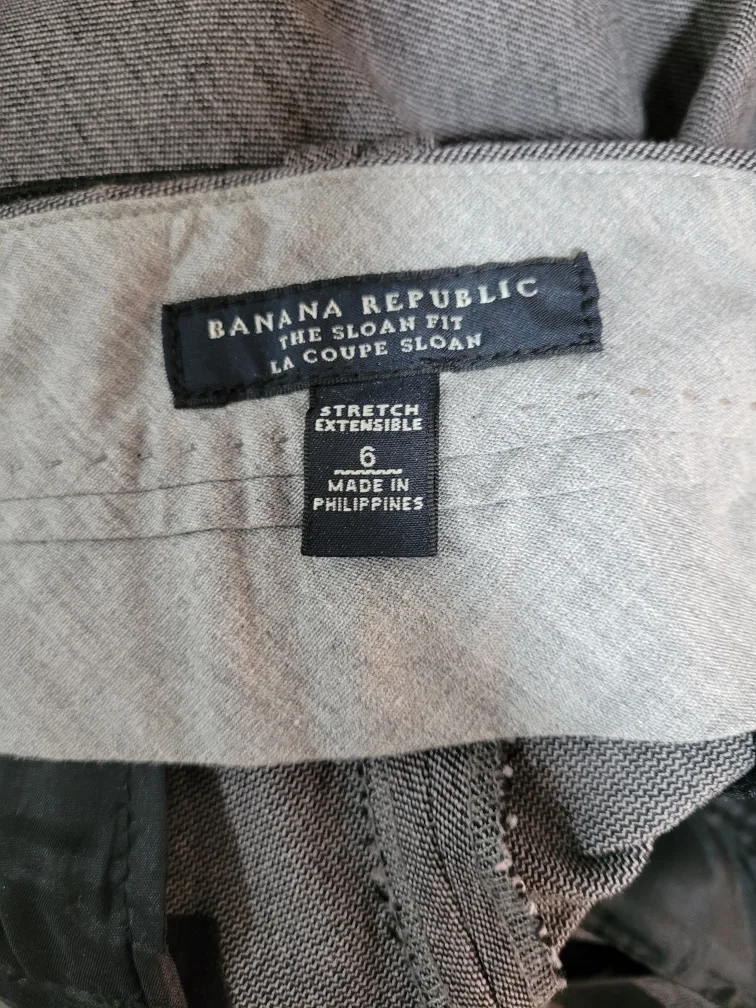 BANANA REPUBLIC
THE SLOAN FIT
LA COUPE SLOAN
STRETCH
EXTENSIBLE
6
MADE IN
PHILIPPINES